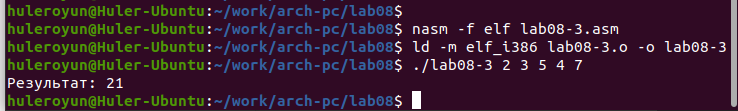 huleroyun@Huler-Ubuntu:~/work/arch-pc/lab08$
huleroyun@Huler-Ubuntu:~/work/arch-pc/lab08$ nasm -f elf lab08-3.asm
huleroyun@Huler-Ubuntu:~/work/arch-pc/lab08$ ld -m elf_i386 lab08-3.o -o lab08-3
huleroyun@Huler-Ubuntu:~/work/arch-pc/lab08$ ./lab08-3 2 3 5 4 7
Результат: 21
huleroyun@Huler-Ubuntu:~/work/arch-pc/lab08$